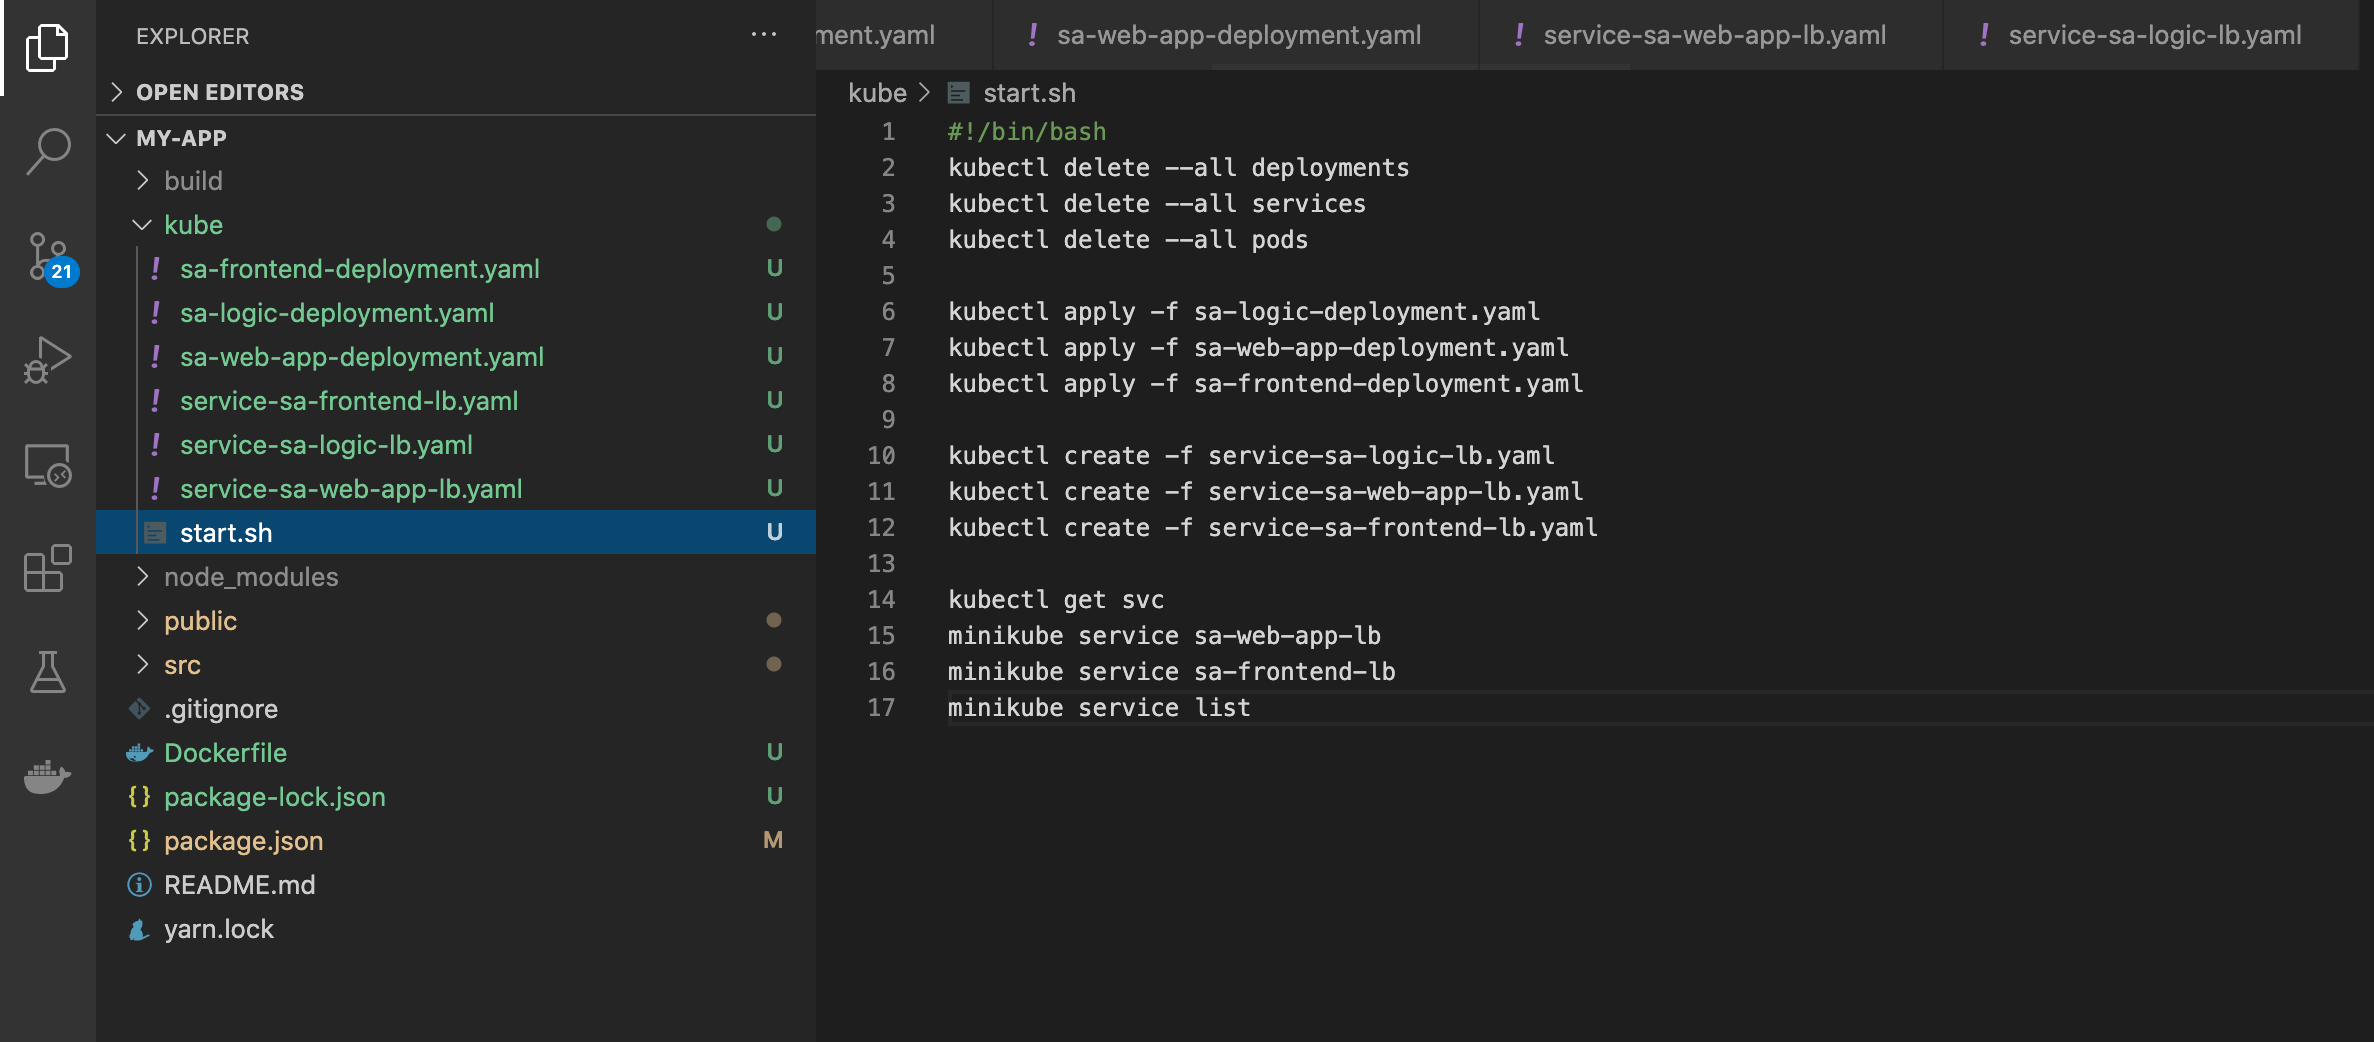 EXPLORER
OPEN EDITORS
MY-APP
build
kube
! sa-frontend-deployment.yaml U
! sa-logic-deployment.yaml U
! sa-web-app-deployment.yaml U
! service-sa-frontend-lb.yaml U
! service-sa-logic-lb.yaml U
! service-sa-web-app-lb.yaml U
start.sh U
node_modules
public
src
.gitignore
Dockerfile U
{} package-lock.json U
{} package.json M
README.md
yarn.lock
21
ment.yaml ! sa-web-app-deployment.yaml ! service-sa-web-app-lb.yaml ! service-sa-logic-lb.yaml
kube > start.sh
1 #!/bin/bash
2 kubectl delete --all deployments
3 kubectl delete --all services
4 kubectl delete --all pods
5
6 kubectl apply -f sa-logic-deployment.yaml
7 kubectl apply -f sa-web-app-deployment.yaml
8 kubectl apply -f sa-frontend-deployment.yaml
9
10 kubectl create -f service-sa-logic-lb.yaml
11 kubectl create -f service-sa-web-app-lb.yaml
12 kubectl create -f service-sa-frontend-lb.yaml
13
14 kubectl get svc
15 minikube service sa-web-app-lb
16 minikube service sa-frontend-lb
17 minikube service list